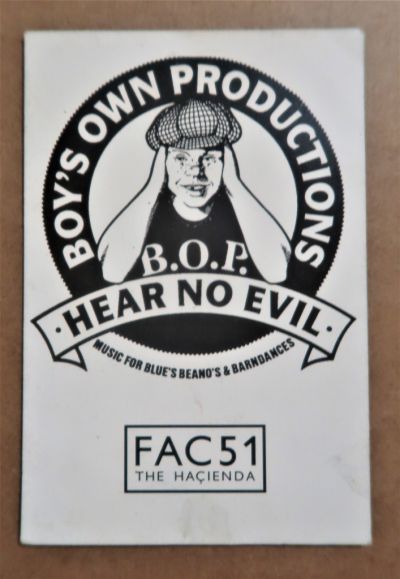 BOY'S OWN PRODUCTIONS
B.O.P.
· HEAR NO EVIL ·
MUSIC FOR BLUE'S BEANO'S & BARNDANCES
FAC51
THE HAÇIENDA